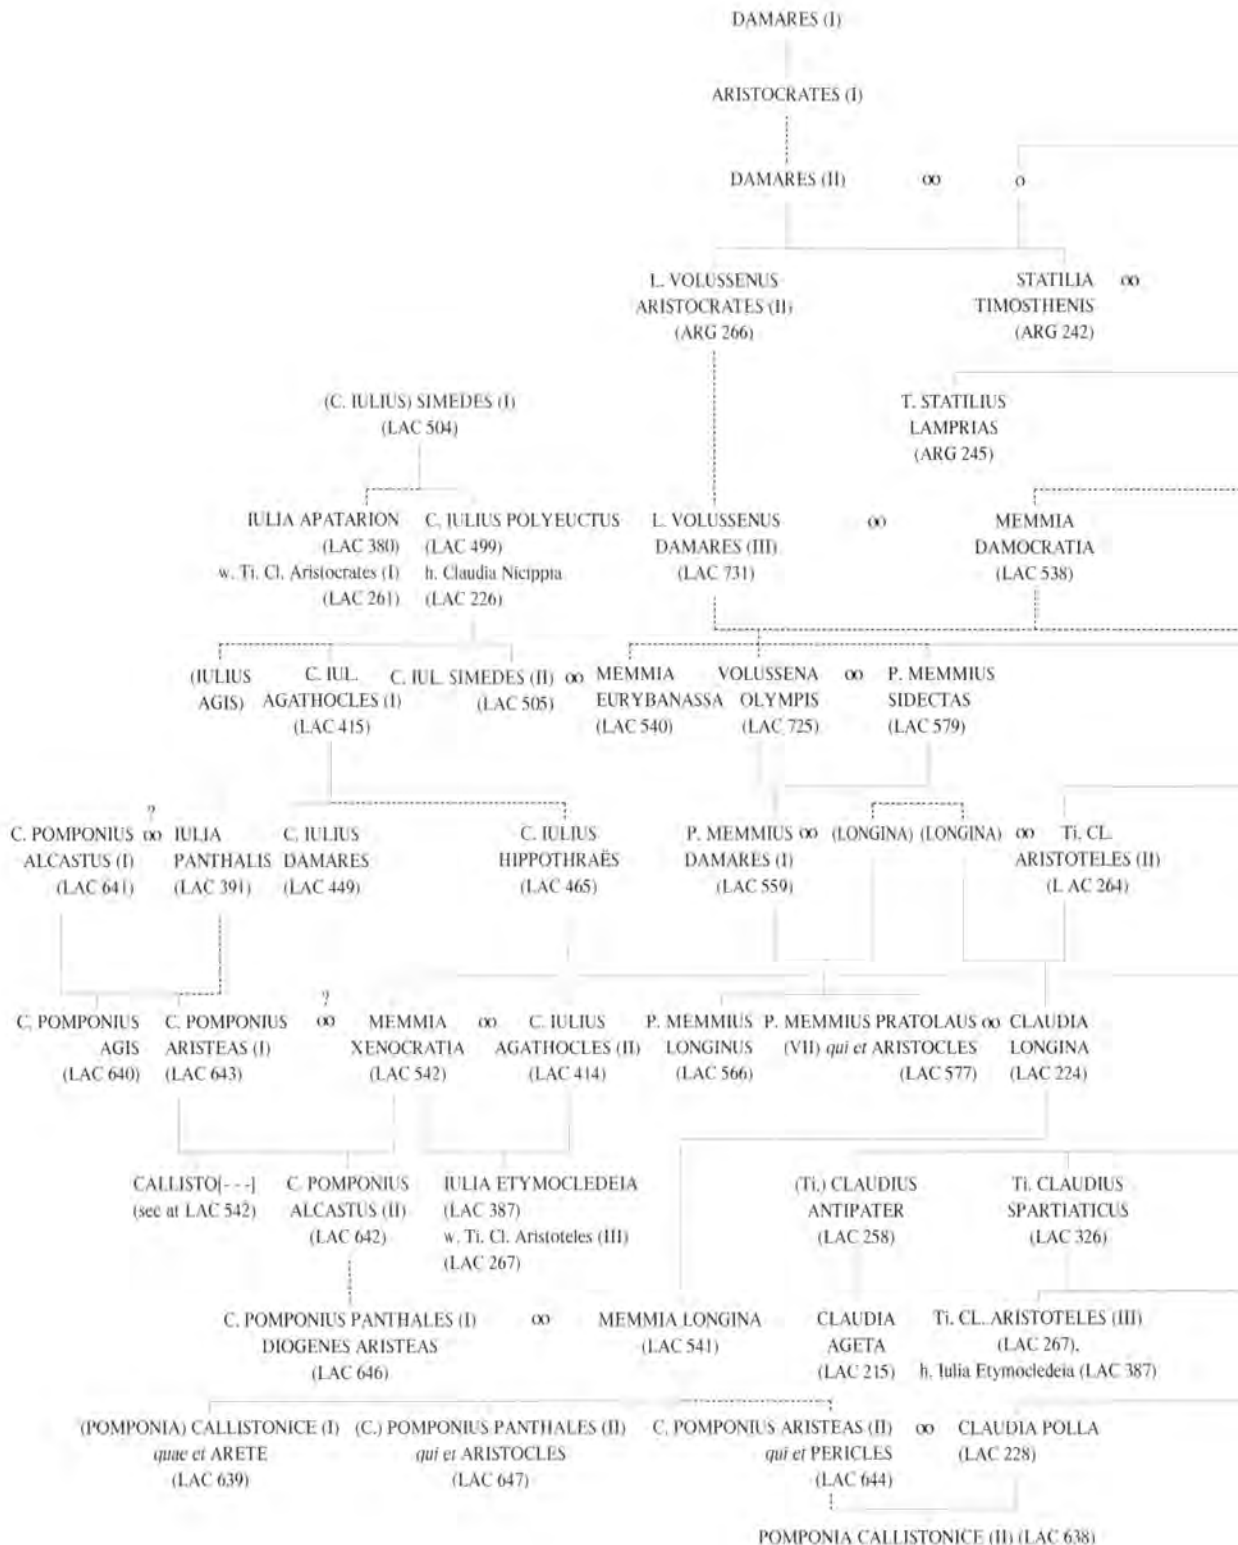 DAMARES (I)
ARISTOCRATES (I)
DAMARES (II) ∞ o
L. VOLUSSENUS
ARISTOCRATES (II)
(ARG 266)
STATILIA ∞
TIMOSTHENIS
(ARG 242)
(C. IULIUS) SIMEDES (I)
(LAC 504)
T. STATILIUS
LAMPRIAS
(ARG 245)
IULIA APATARION
(LAC 380)
w. Ti. Cl. Aristocrates (I)
(LAC 261)
C. IULIUS POLYEUCTUS
(LAC 499)
h. Claudia Nicippia
(LAC 226)
L. VOLUSSENUS ∞
DAMARES (III)
(LAC 731)
MEMMIA
DAMOCRATIA
(LAC 538)
(IULIUS
AGIS)
C. IUL.
AGATHOCLES (I)
(LAC 415)
C. IUL. SIMEDES (II) ∞
(LAC 505)
MEMMIA
EURYBANASSA
(LAC 540)
VOLUSSENA ∞
OLYMPIS
(LAC 725)
P. MEMMIUS
SIDECTAS
(LAC 579)
?
C. POMPONIUS ∞
ALCASTUS (I)
(LAC 641)
IULIA
PANTHALIS
(LAC 391)
C. IULIUS
DAMARES
(LAC 449)
C. IULIUS
HIPPOTHRAËS
(LAC 465)
P. MEMMIUS ∞
DAMARES (I)
(LAC 559)
(LONGINA) (LONGINA) ∞
Ti. CL.
ARISTOTELES (II)
(L AC 264)
C. POMPONIUS
AGIS
(LAC 640)
?
C. POMPONIUS ∞
ARISTEAS (I)
(LAC 643)
MEMMIA ∞
XENOCRATIA
(LAC 542)
C. IULIUS
AGATHOCLES (II)
(LAC 414)
P. MEMMIUS
LONGINUS
(LAC 566)
P. MEMMIUS PRATOLAUS ∞
(VII) qui et ARISTOCLES
(LAC 577)
CLAUDIA
LONGINA
(LAC 224)
CALLISTO[- - -]
(see at LAC 542)
C. POMPONIUS
ALCASTUS (II)
(LAC 642)
IULIA ETYMOCLEDEIA
(LAC 387)
w. Ti. Cl. Aristoteles (III)
(LAC 267)
(Ti.) CLAUDIUS
ANTIPATER
(LAC 258)
Ti. CLAUDIUS
SPARTIATICUS
(LAC 326)
C. POMPONIUS PANTHALES (I) ∞
DIOGENES ARISTEAS
(LAC 646)
MEMMIA LONGINA
(LAC 541)
CLAUDIA
AGETA
(LAC 215)
Ti. CL. ARISTOTELES (III)
(LAC 267),
h. Iulia Etymocledeia (LAC 387)
(POMPONIA) CALLISTONICE (I)
quae et ARETE
(LAC 639)
(C.) POMPONIUS PANTHALES (II)
qui et ARISTOCLES
(LAC 647)
C. POMPONIUS ARISTEAS (II) ∞
qui et PERICLES
(LAC 644)
CLAUDIA POLLA
(LAC 228)
POMPONIA CALLISTONICE (II) (LAC 638)